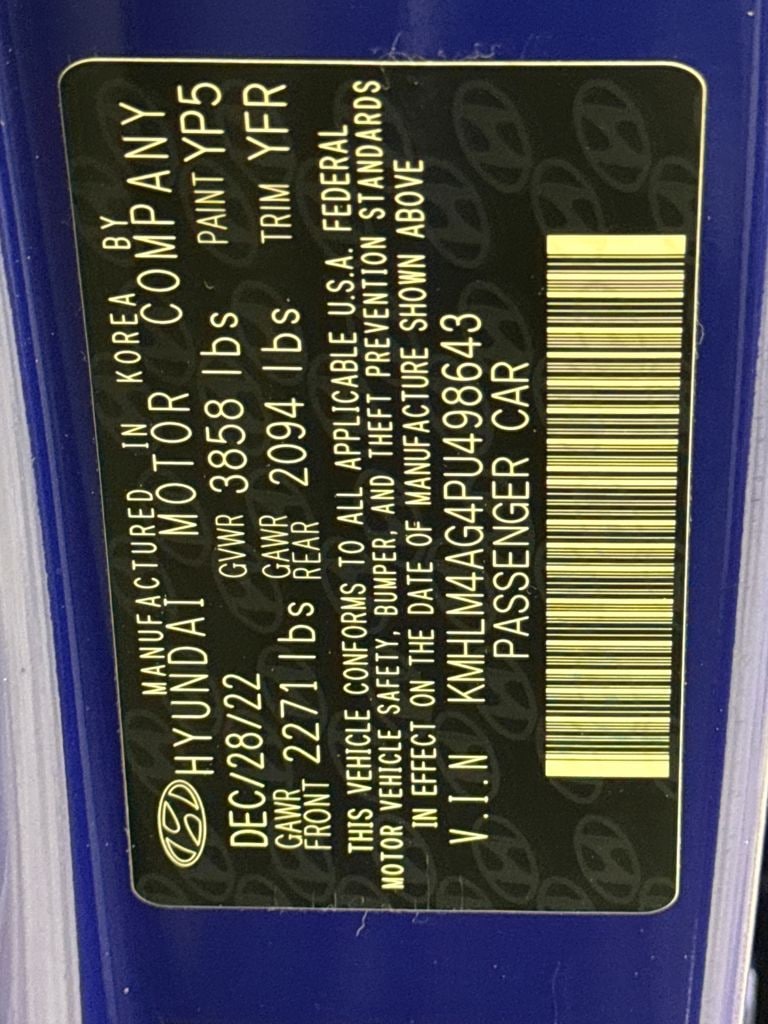 MANUFACTURED IN KOREA BY
HYUNDAI MOTOR COMPANY
DEC/28/22 GVWR 3858 lbs PAINT YP5
GAWR FRONT 2271 lbs GAWR REAR 2094 lbs TRIM YFR
THIS VEHICLE CONFORMS TO ALL APPLICABLE U.S.A. FEDERAL
MOTOR VEHICLE SAFETY, BUMPER, AND THEFT PREVENTION STANDARDS
IN EFFECT ON THE DATE OF MANUFACTURE SHOWN ABOVE
V.I.N KMHLM4AG4PU498643
PASSENGER CAR